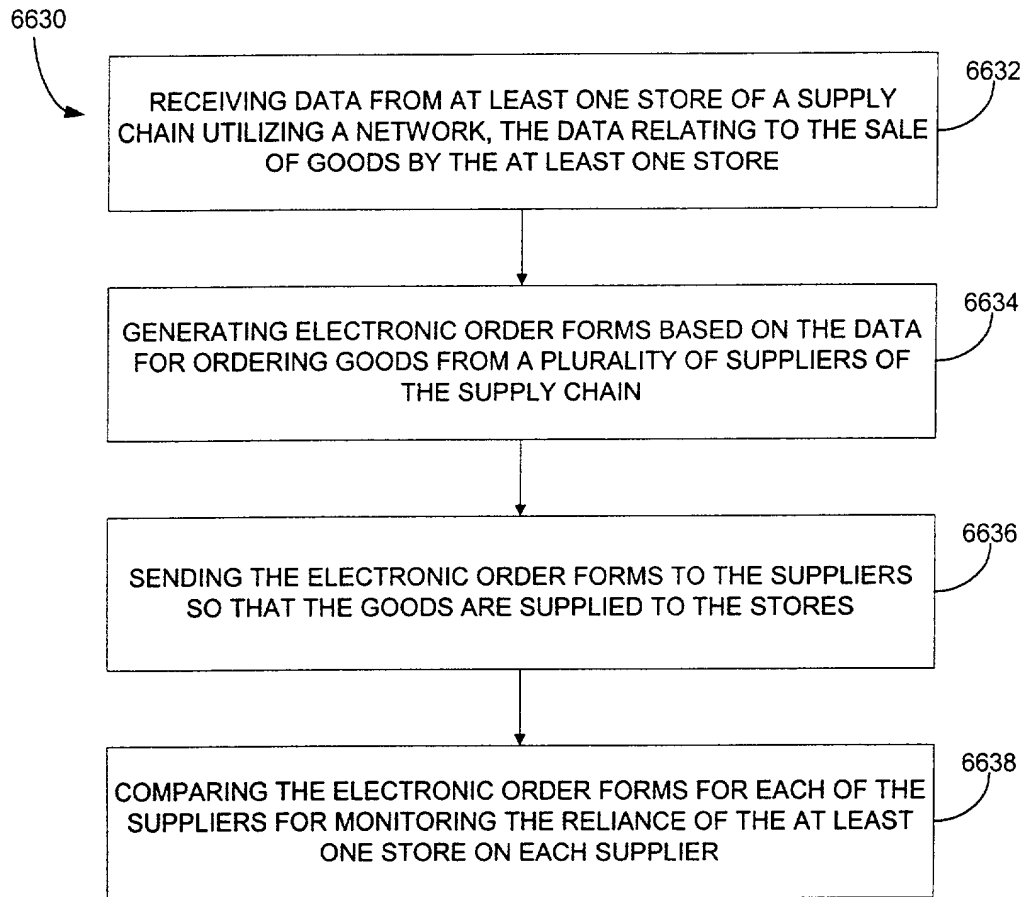 6630
6632
RECEIVING DATA FROM AT LEAST ONE STORE OF A SUPPLY
CHAIN UTILIZING A NETWORK, THE DATA RELATING TO THE SALE
OF GOODS BY THE AT LEAST ONE STORE
6634
GENERATING ELECTRONIC ORDER FORMS BASED ON THE DATA
FOR ORDERING GOODS FROM A PLURALITY OF SUPPLIERS OF
THE SUPPLY CHAIN
6636
SENDING THE ELECTRONIC ORDER FORMS TO THE SUPPLIERS
SO THAT THE GOODS ARE SUPPLIED TO THE STORES
6638
COMPARING THE ELECTRONIC ORDER FORMS FOR EACH OF THE
SUPPLIERS FOR MONITORING THE RELIANCE OF THE AT LEAST
ONE STORE ON EACH SUPPLIER